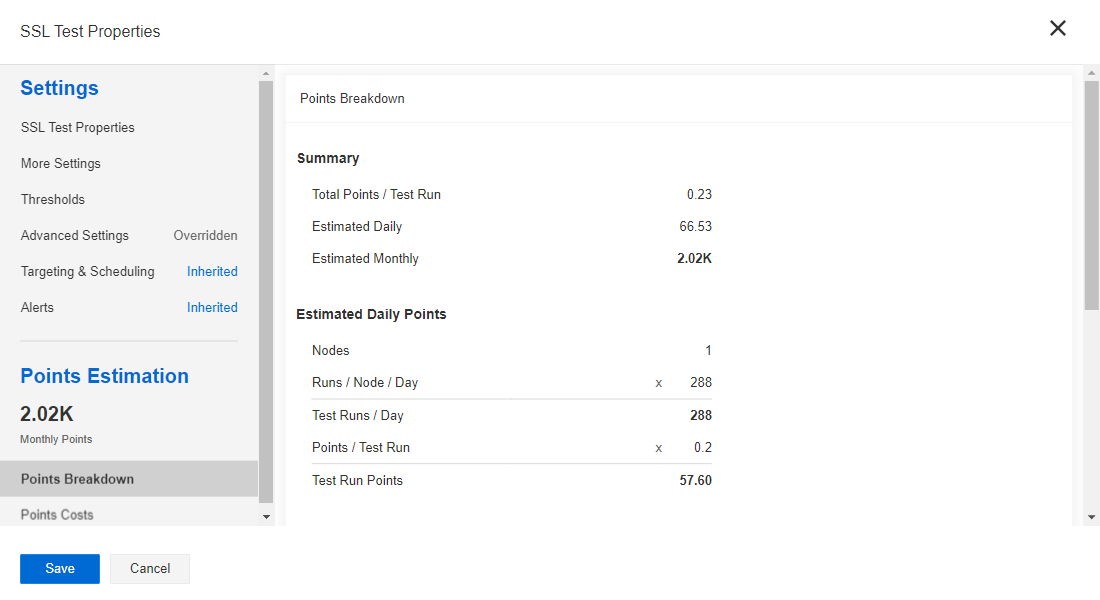 SSL Test Properties
Settings
SSL Test Properties
More Settings
Thresholds
Advanced Settings Overridden
Targeting & Scheduling Inherited
Alerts Inherited
Points Estimation
2.02K
Monthly Points
Points Breakdown
Points Costs
Points Breakdown
Summary
Total Points / Test Run 0.23
Estimated Daily 66.53
Estimated Monthly 2.02K
Estimated Daily Points
Nodes 1
Runs / Node / Day x 288
Test Runs / Day 288
Points / Test Run x 0.2
Test Run Points 57.60
Save Cancel